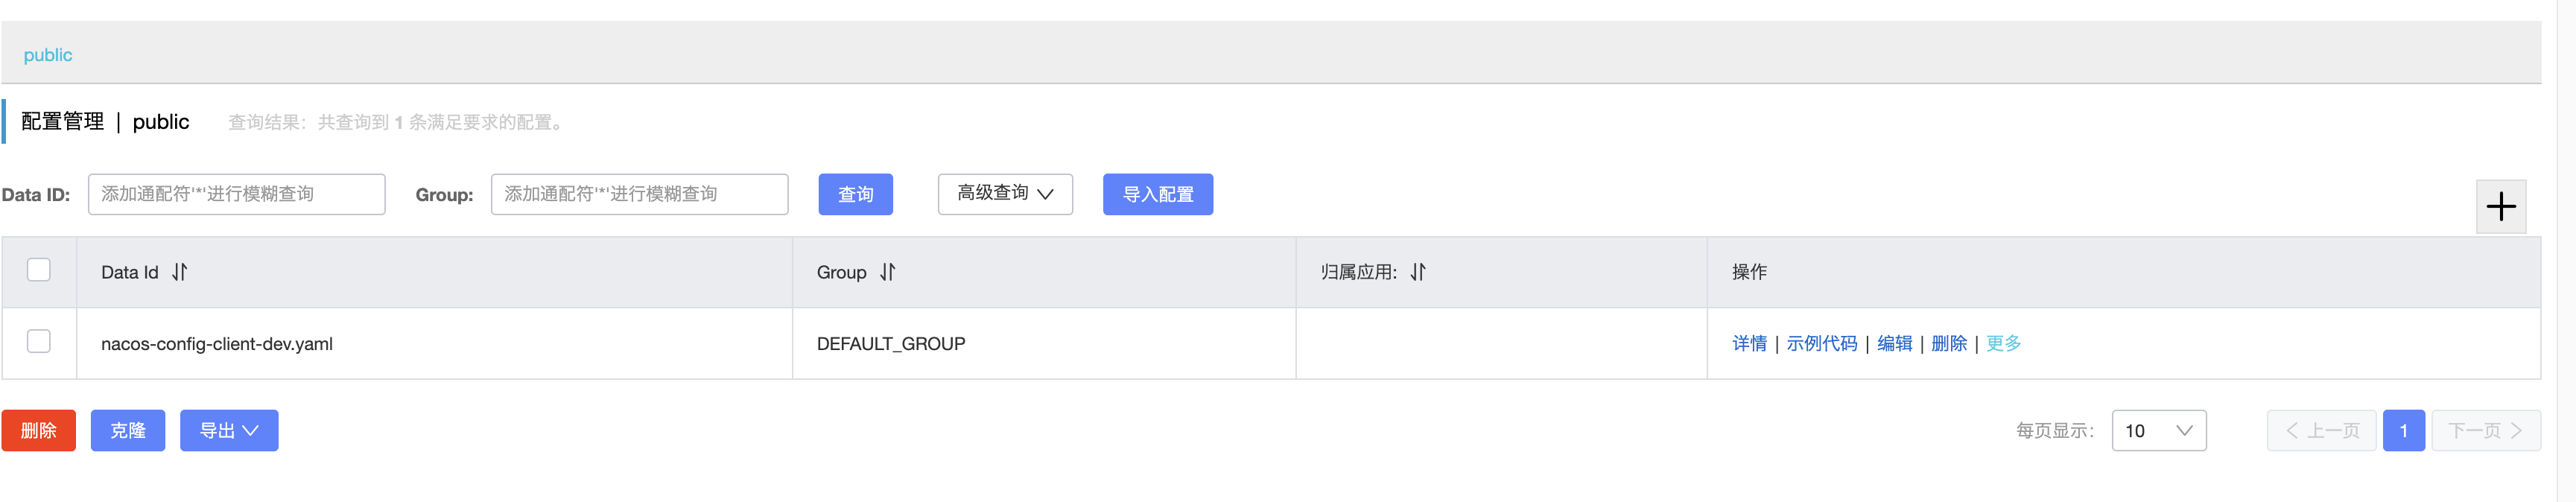 public
配置管理 | public 查询结果：共查询到 1 条满足要求的配置。
Data ID: 添加通配符'*'进行模糊查询 Group: 添加通配符'*'进行模糊查询 查询 高级查询 导入配置
Data Id Group 归属应用: 操作
nacos-config-client-dev.yaml DEFAULT_GROUP 详情 | 示例代码 | 编辑 | 删除 | 更多
删除 克隆 导出 每页显示: 10 上一页 1 下一页